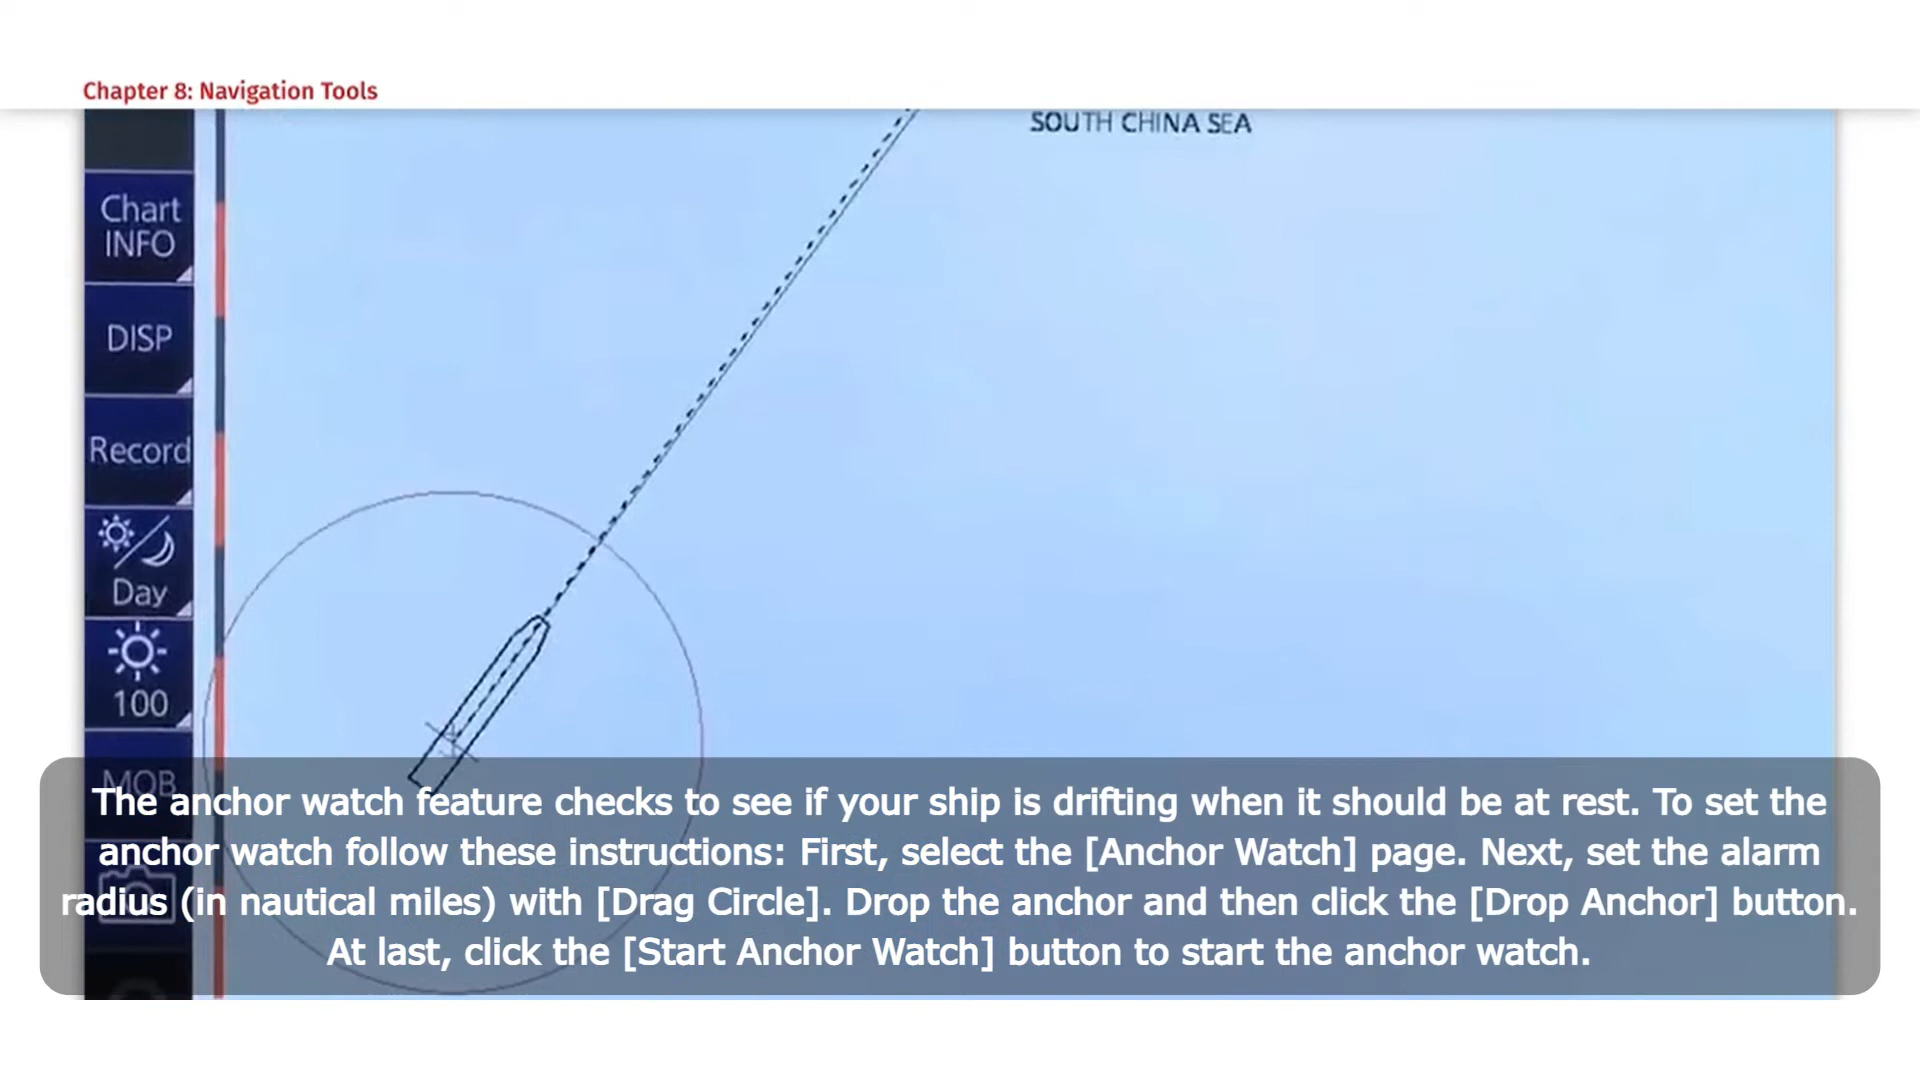 Chapter 8: Navigation Tools
SOUTH CHINA SEA
Chart
INFO
DISP
Record
Day
100
MOB
The anchor watch feature checks to see if your ship is drifting when it should be at rest. To set the
anchor watch follow these instructions: First, select the [Anchor Watch] page. Next, set the alarm
radius (in nautical miles) with [Drag Circle]. Drop the anchor and then click the [Drop Anchor] button.
At last, click the [Start Anchor Watch] button to start the anchor watch.